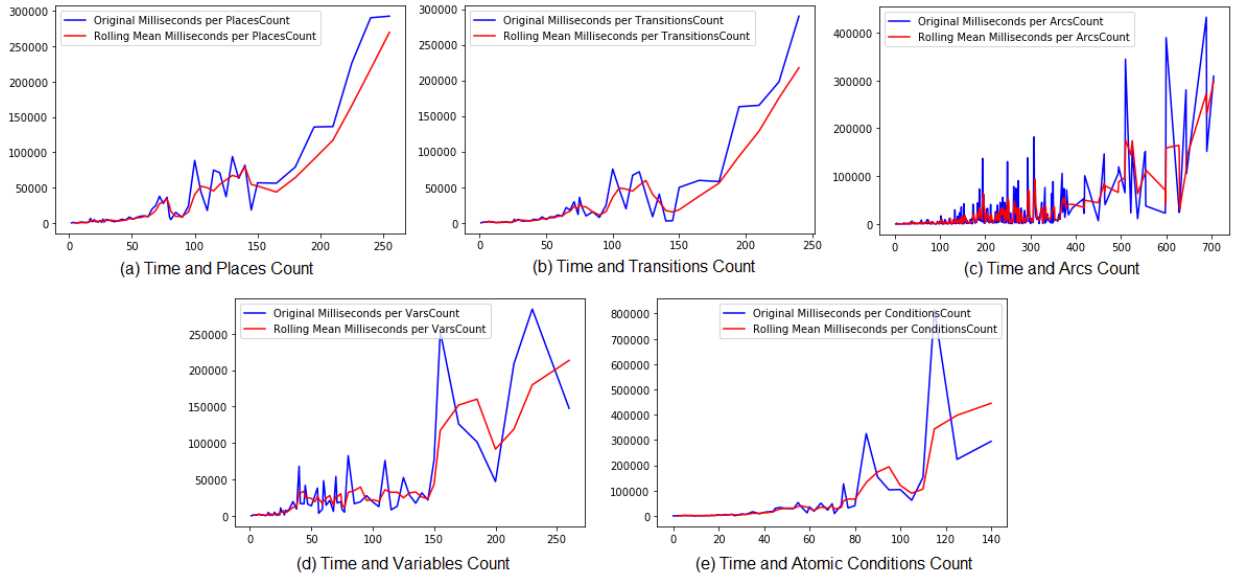 Original Milliseconds per PlacesCount
Rolling Mean Milliseconds per PlacesCount
300000
250000
200000
150000
100000
50000
0
0 50 100 150 200 250
(a) Time and Places Count
Original Milliseconds per TransitionsCount
Rolling Mean Milliseconds per TransitionsCount
300000
250000
200000
150000
100000
50000
0
0 50 100 150 200 250
(b) Time and Transitions Count
Original Milliseconds per ArcsCount
Rolling Mean Milliseconds per ArcsCount
400000
300000
200000
100000
0
0 100 200 300 400 500 600 700
(c) Time and Arcs Count
Original Milliseconds per VarsCount
Rolling Mean Milliseconds per VarsCount
250000
200000
150000
100000
50000
0
0 50 100 150 200 250
(d) Time and Variables Count
Original Milliseconds per ConditionsCount
Rolling Mean Milliseconds per ConditionsCount
800000
700000
600000
500000
400000
300000
200000
100000
0
0 20 40 60 80 100 120 140
(e) Time and Atomic Conditions Count